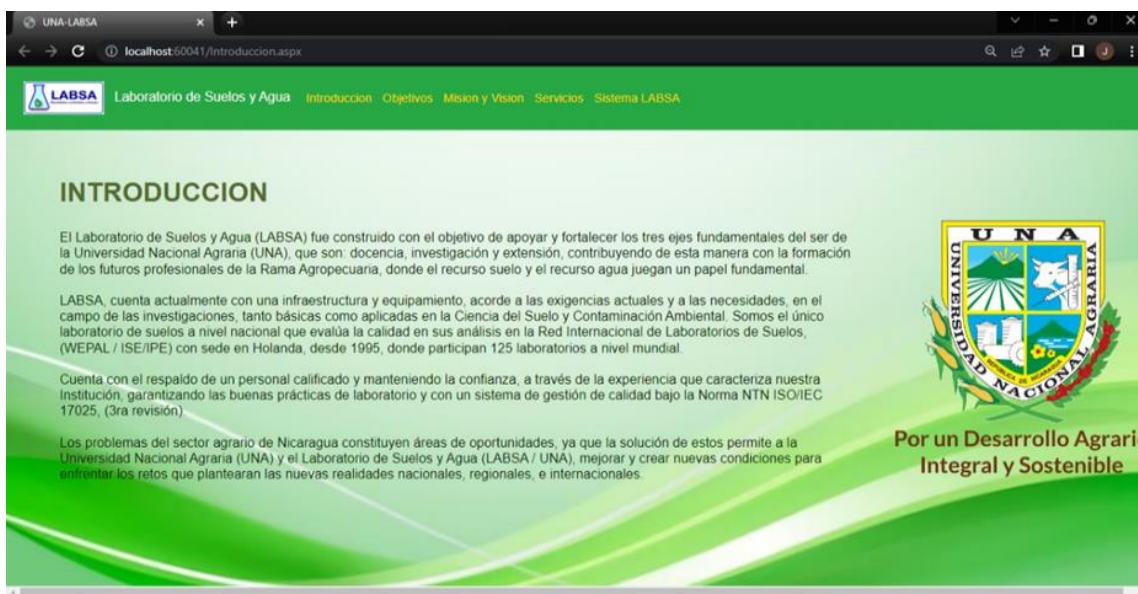 UNA-LABSA
localhost:60041/Introduccion.aspx
J
LABSA
Laboratorio de Suelos y Agua Introduccion Objetivos Mision y Vision Servicios Sistema LABSA
INTRODUCCION
El Laboratorio de Suelos y Agua (LABSA) fue construido con el objetivo de apoyar y fortalecer los tres ejes fundamentales del ser de
la Universidad Nacional Agraria (UNA), que son: docencia, investigación y extensión, contribuyendo de esta manera con la formación
de los futuros profesionales de la Rama Agropecuaria, donde el recurso suelo y el recurso agua juegan un papel fundamental.
LABSA, cuenta actualmente con una infraestructura y equipamiento, acorde a las exigencias actuales y a las necesidades, en el
campo de las investigaciones, tanto básicas como aplicadas en la Ciencia del Suelo y Contaminación Ambiental. Somos el único
laboratorio de suelos a nivel nacional que evalúa la calidad en sus análisis en la Red Internacional de Laboratorios de Suelos,
(WEPAL / ISE/IPE) con sede en Holanda, desde 1995, donde participan 125 laboratorios a nivel mundial.
Cuenta con el respaldo de un personal calificado y manteniendo la confianza, a través de la experiencia que caracteriza nuestra
Institución, garantizando las buenas prácticas de laboratorio y con un sistema de gestión de calidad bajo la Norma NTN ISO/IEC
17025, (3ra revisión).
Los problemas del sector agrario de Nicaragua constituyen áreas de oportunidades, ya que la solución de estos permite a la
Universidad Nacional Agraria (UNA) y el Laboratorio de Suelos y Agua (LABSA / UNA), mejorar y crear nuevas condiciones para
enfrentar los retos que plantearan las nuevas realidades nacionales, regionales, e internacionales.
UNA
UNIVERSIDAD NACIONAL AGRARIA
REPUBLICA DE NICARAGUA
Por un Desarrollo Agrari
Integral y Sostenible